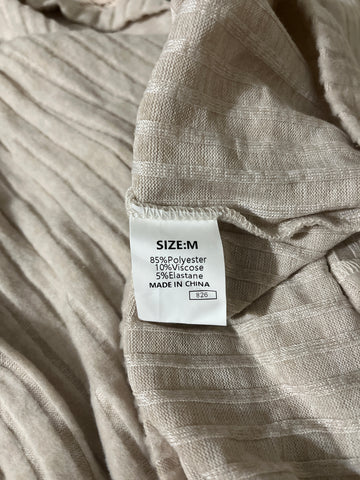 SIZE:M
85%Polyester
10%Viscose
5%Elastane
MADE IN CHINA
826